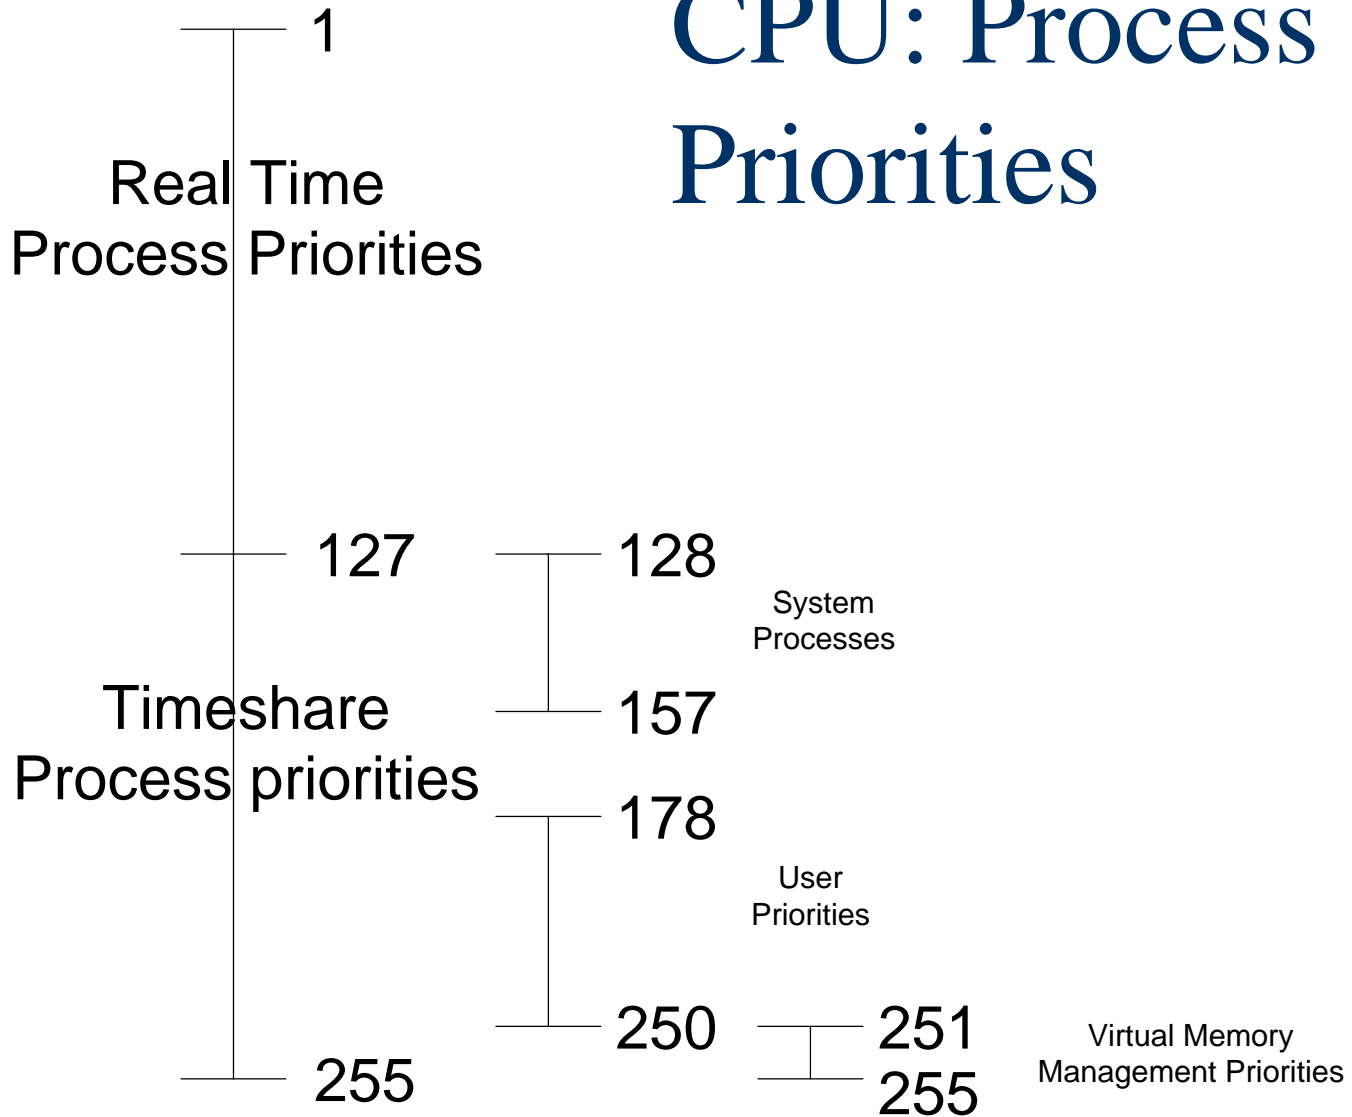 CPU: Process
Priorities
1
Real Time
Process Priorities
127
128
System
Processes
157
Timeshare
Process priorities
178
User
Priorities
250
251
Virtual Memory
Management Priorities
255
255